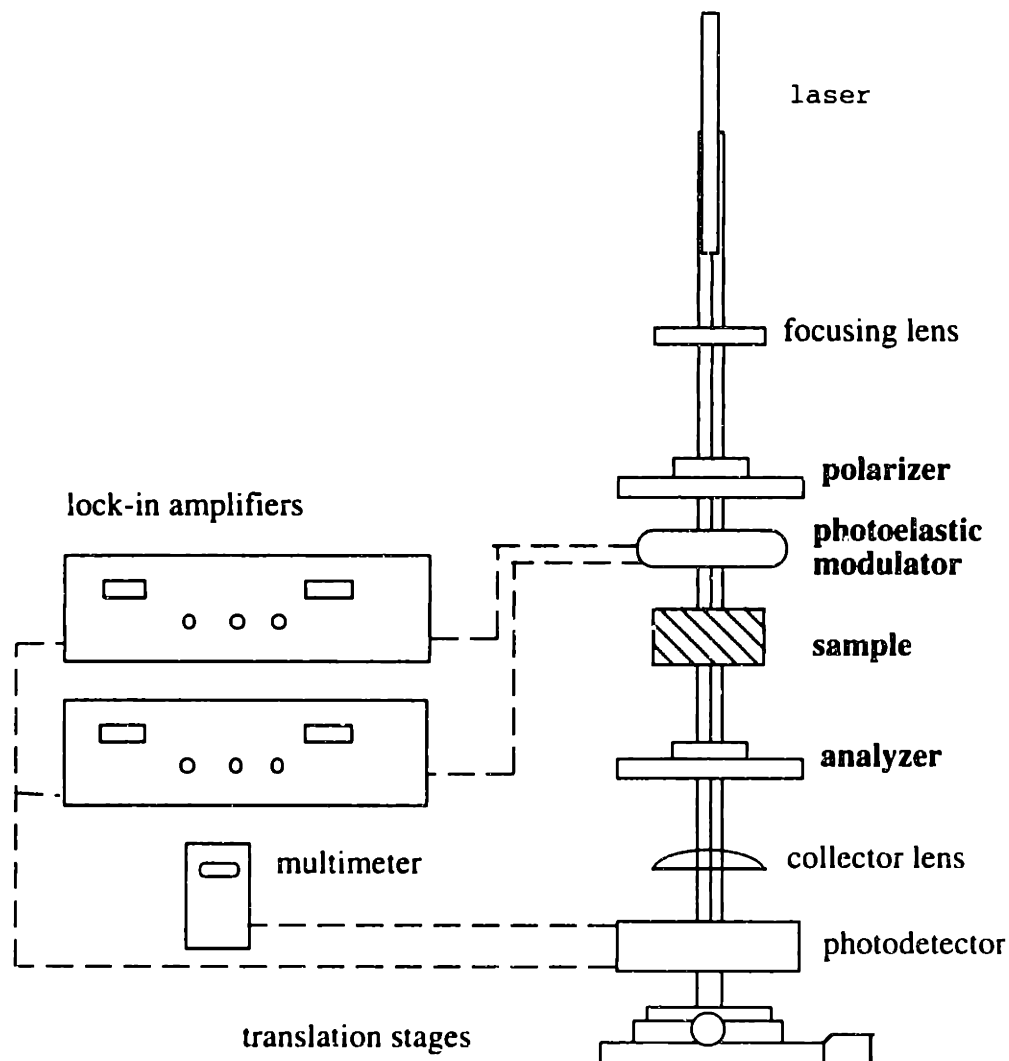 laser
focusing lens
polarizer
lock-in amplifiers
photoelastic
modulator
sample
analyzer
multimeter
collector lens
photodetector
translation stages